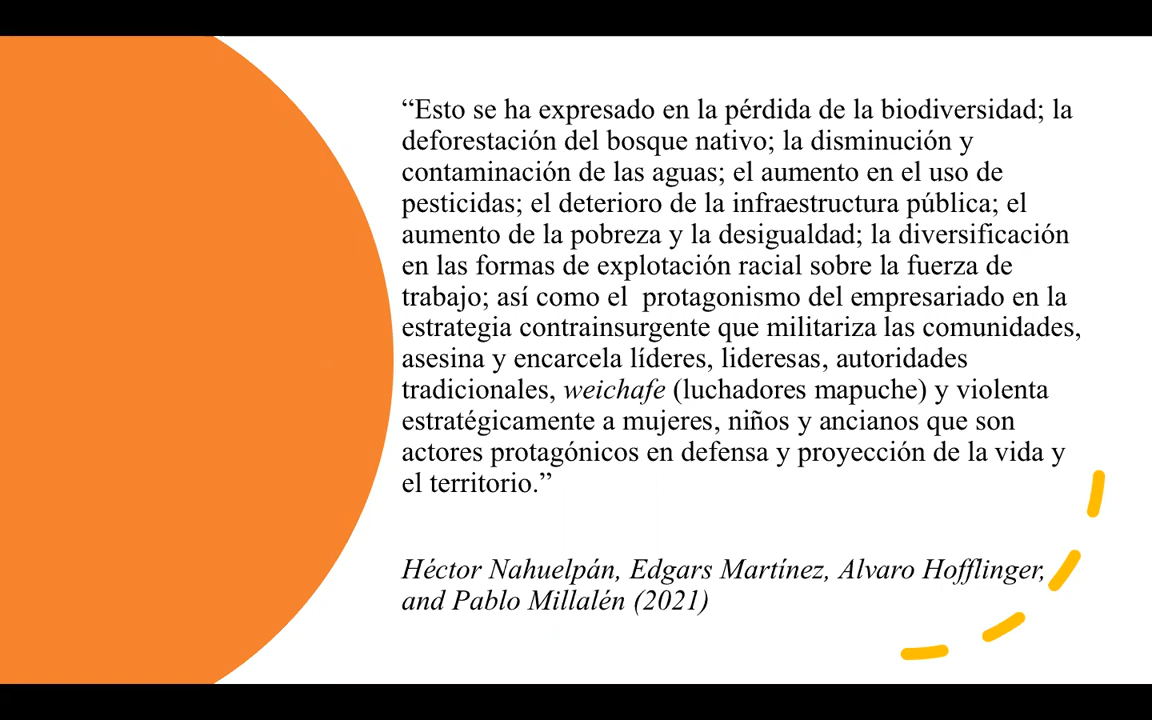 “Esto se ha expresado en la pérdida de la biodiversidad; la
deforestación del bosque nativo; la disminución y
contaminación de las aguas; el aumento en el uso de
pesticidas; el deterioro de la infraestructura pública; el
aumento de la pobreza y la desigualdad; la diversificación
en las formas de explotación racial sobre la fuerza de
trabajo; así como el  protagonismo del empresariado en la
estrategia contrainsurgente que militariza las comunidades,
asesina y encarcela líderes, lideresas, autoridades
tradicionales, weichafe (luchadores mapuche) y violenta
estratégicamente a mujeres, niños y ancianos que son
actores protagónicos en defensa y proyección de la vida y
el territorio.”
Héctor Nahuelpán, Edgars Martínez, Alvaro Hofflinger,
and Pablo Millalén (2021)